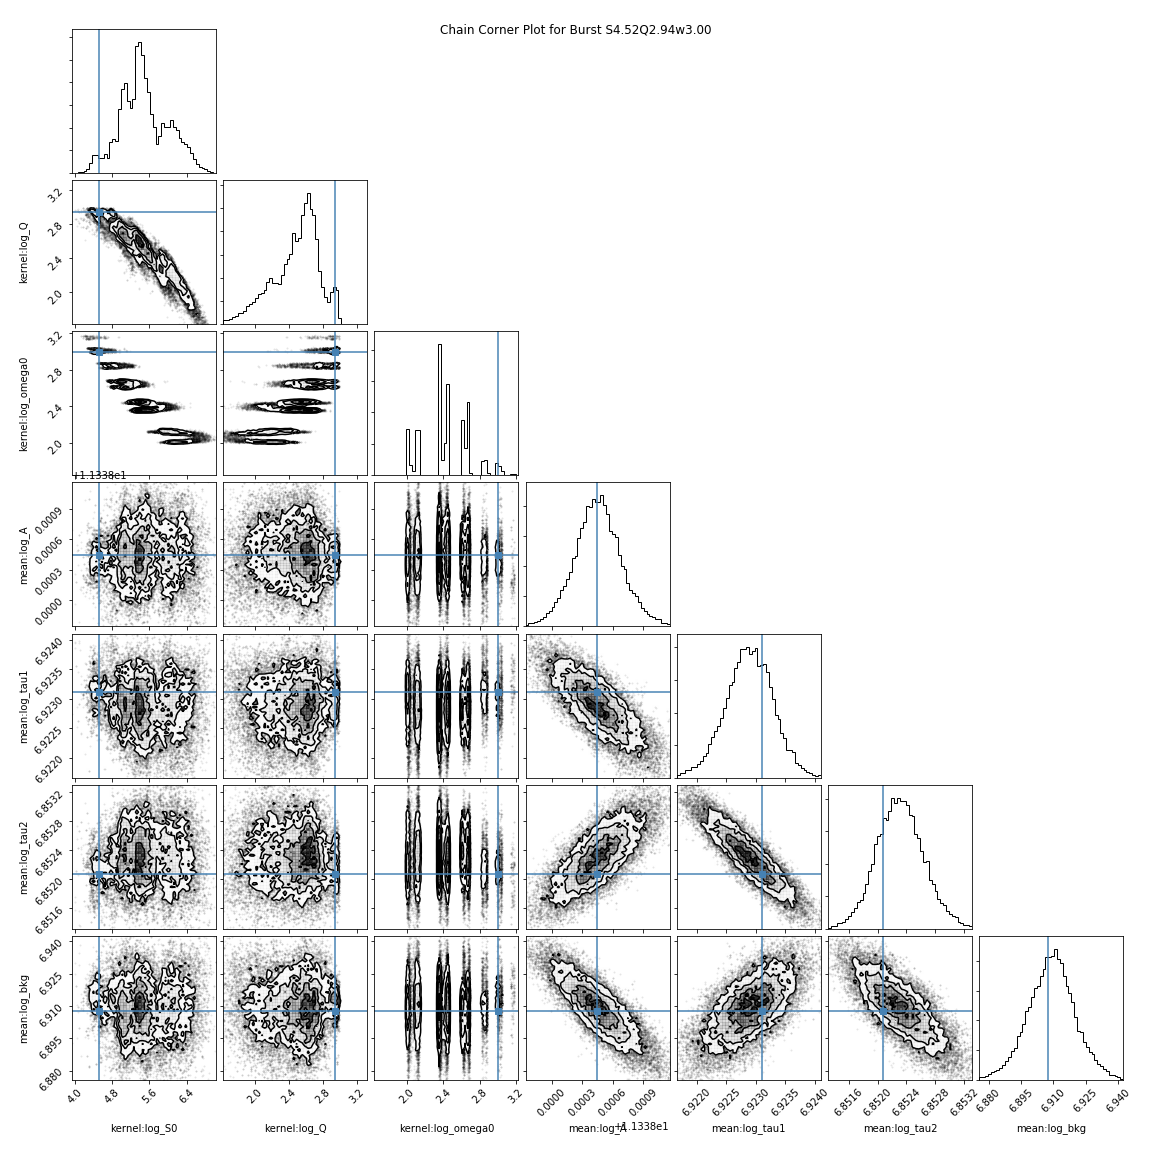 Chain Corner Plot for Burst S4.52Q2.94w3.00
3.2
2.8
2.4
2.0
kernel:log_Q
3.2
2.8
2.4
2.0
kernel:log_omega0
+1.1338e1
0.0009
0.0006
0.0003
0.0000
mean:log_A
6.9240
6.9235
6.9230
6.9225
6.9220
mean:log_tau1
6.8532
6.8528
6.8524
6.8520
6.8516
mean:log_tau2
6.940
6.925
6.910
6.895
6.880
mean:log_bkg
4.0 4.8 5.6 6.4 2.0 2.4 2.8 3.2 2.0 2.4 2.8 3.2 0.0000 0.0003 0.0006 0.0009 6.9220 6.9225 6.9230 6.9235 6.9240 6.8516 6.8520 6.8524 6.8528 6.8532 6.880 6.895 6.910 6.925 6.940
kernel:log_S0 kernel:log_Q kernel:log_omega0 mean:log_A +1.1338e1 mean:log_tau1 mean:log_tau2 mean:log_bkg